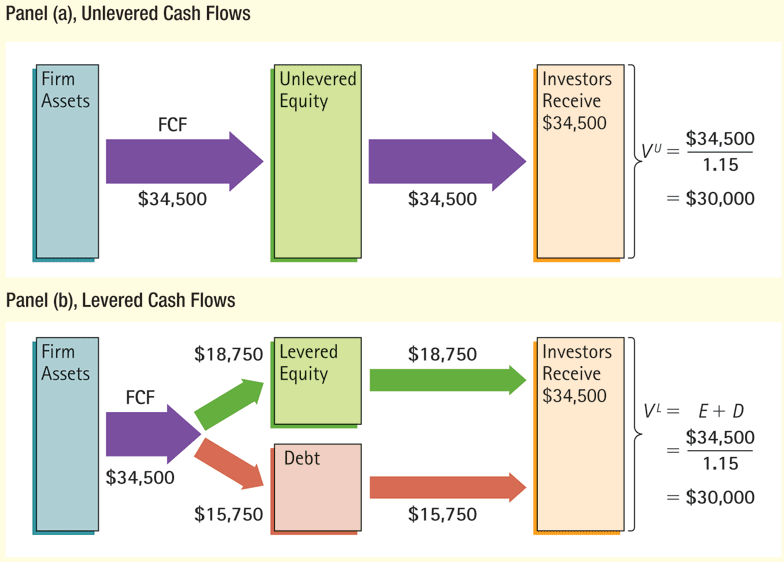 Panel (a), Unlevered Cash Flows
Firm
Assets
FCF
$34,500
Unlevered
Equity
$34,500
Investors
Receive
$34,500
Vᵁ = $34,500
1.15
= $30,000
Panel (b), Levered Cash Flows
Firm
Assets
FCF
$34,500
$18,750
$15,750
Levered
Equity
Debt
$18,750
$15,750
Investors
Receive
$34,500
Vᴸ = E + D
= $34,500
1.15
= $30,000